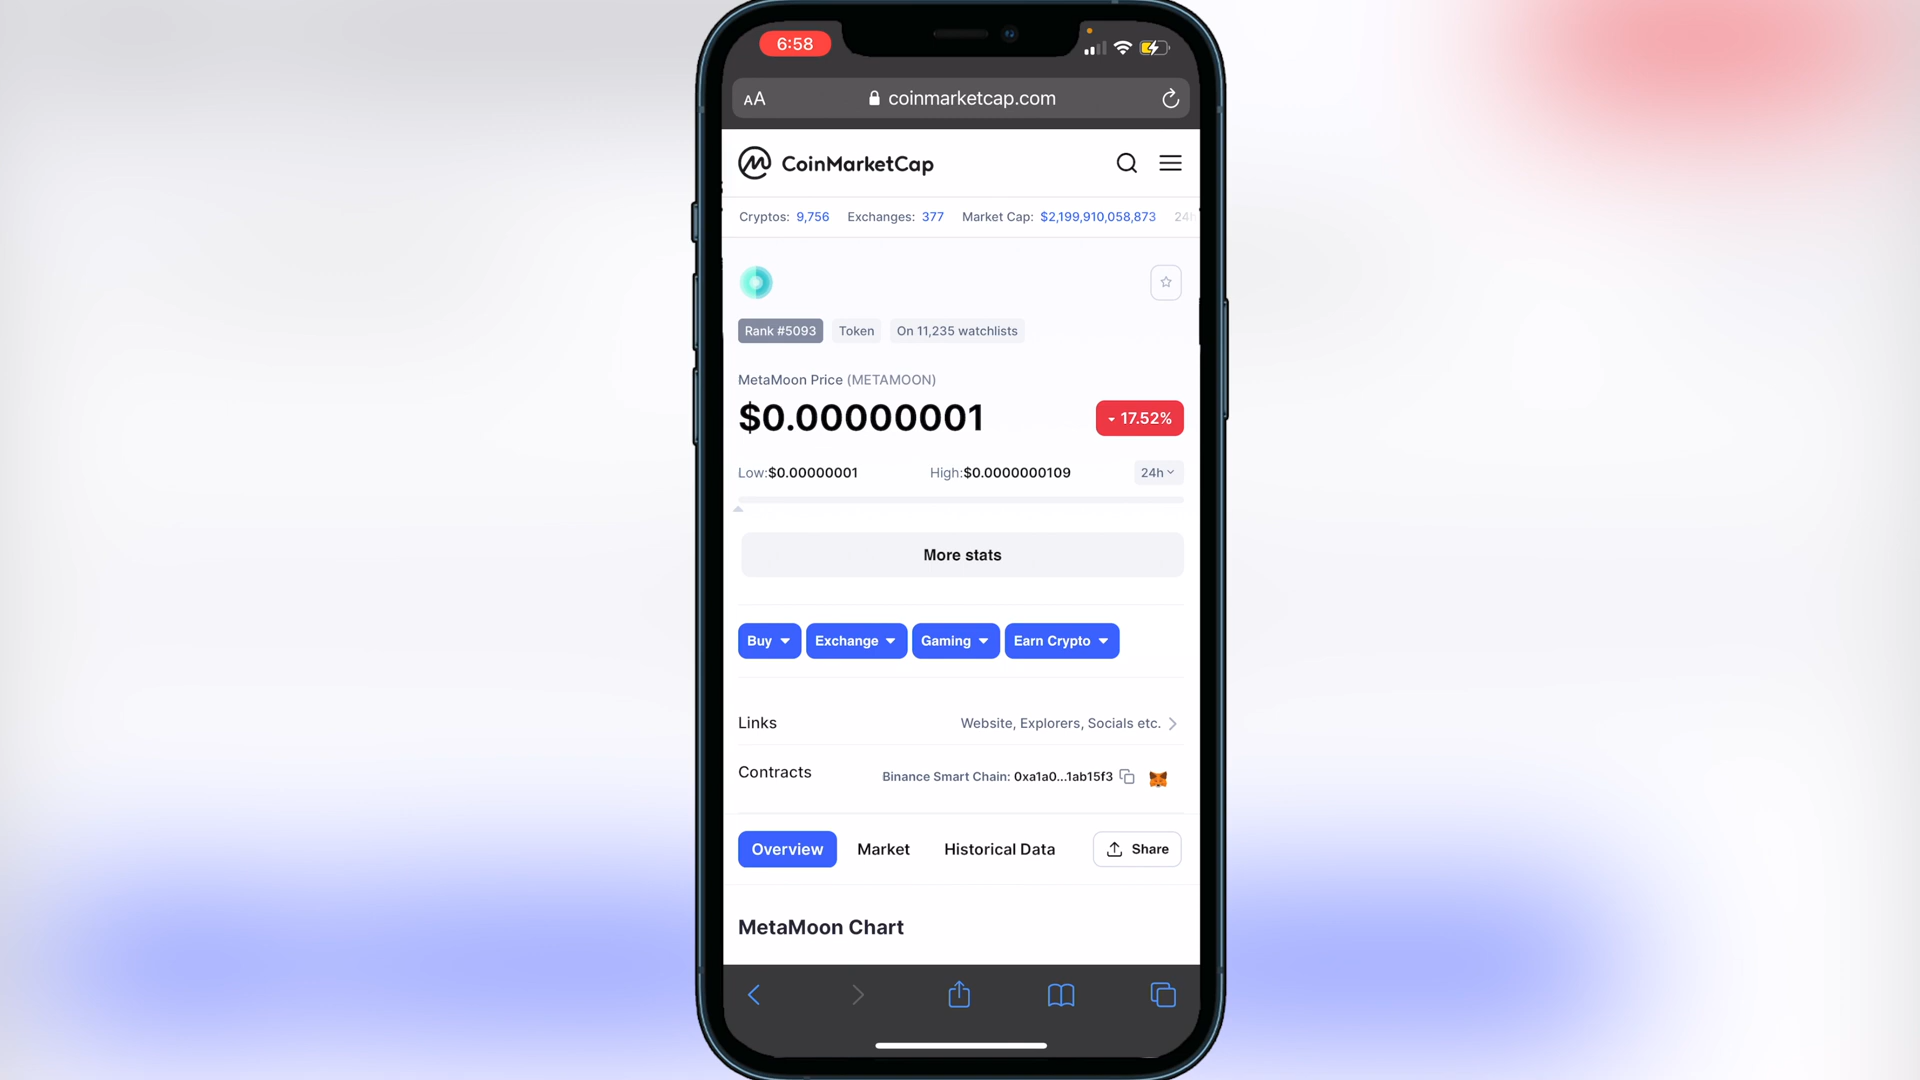 6:58
AA coinmarketcap.com
CoinMarketCap
Cryptos: 9,756 Exchanges: 377 Market Cap: $2,199,910,058,873 24h
Rank #5093 Token On 11,235 watchlists
MetaMoon Price (METAMOON)
$0.00000001 17.52%
Low:$0.00000001 High:$0.0000000109 24h
More stats
Buy Exchange Gaming Earn Crypto
Links Website, Explorers, Socials etc.
Contracts Binance Smart Chain: 0xa1a0...1ab15f3
Overview Market Historical Data Share
MetaMoon Chart